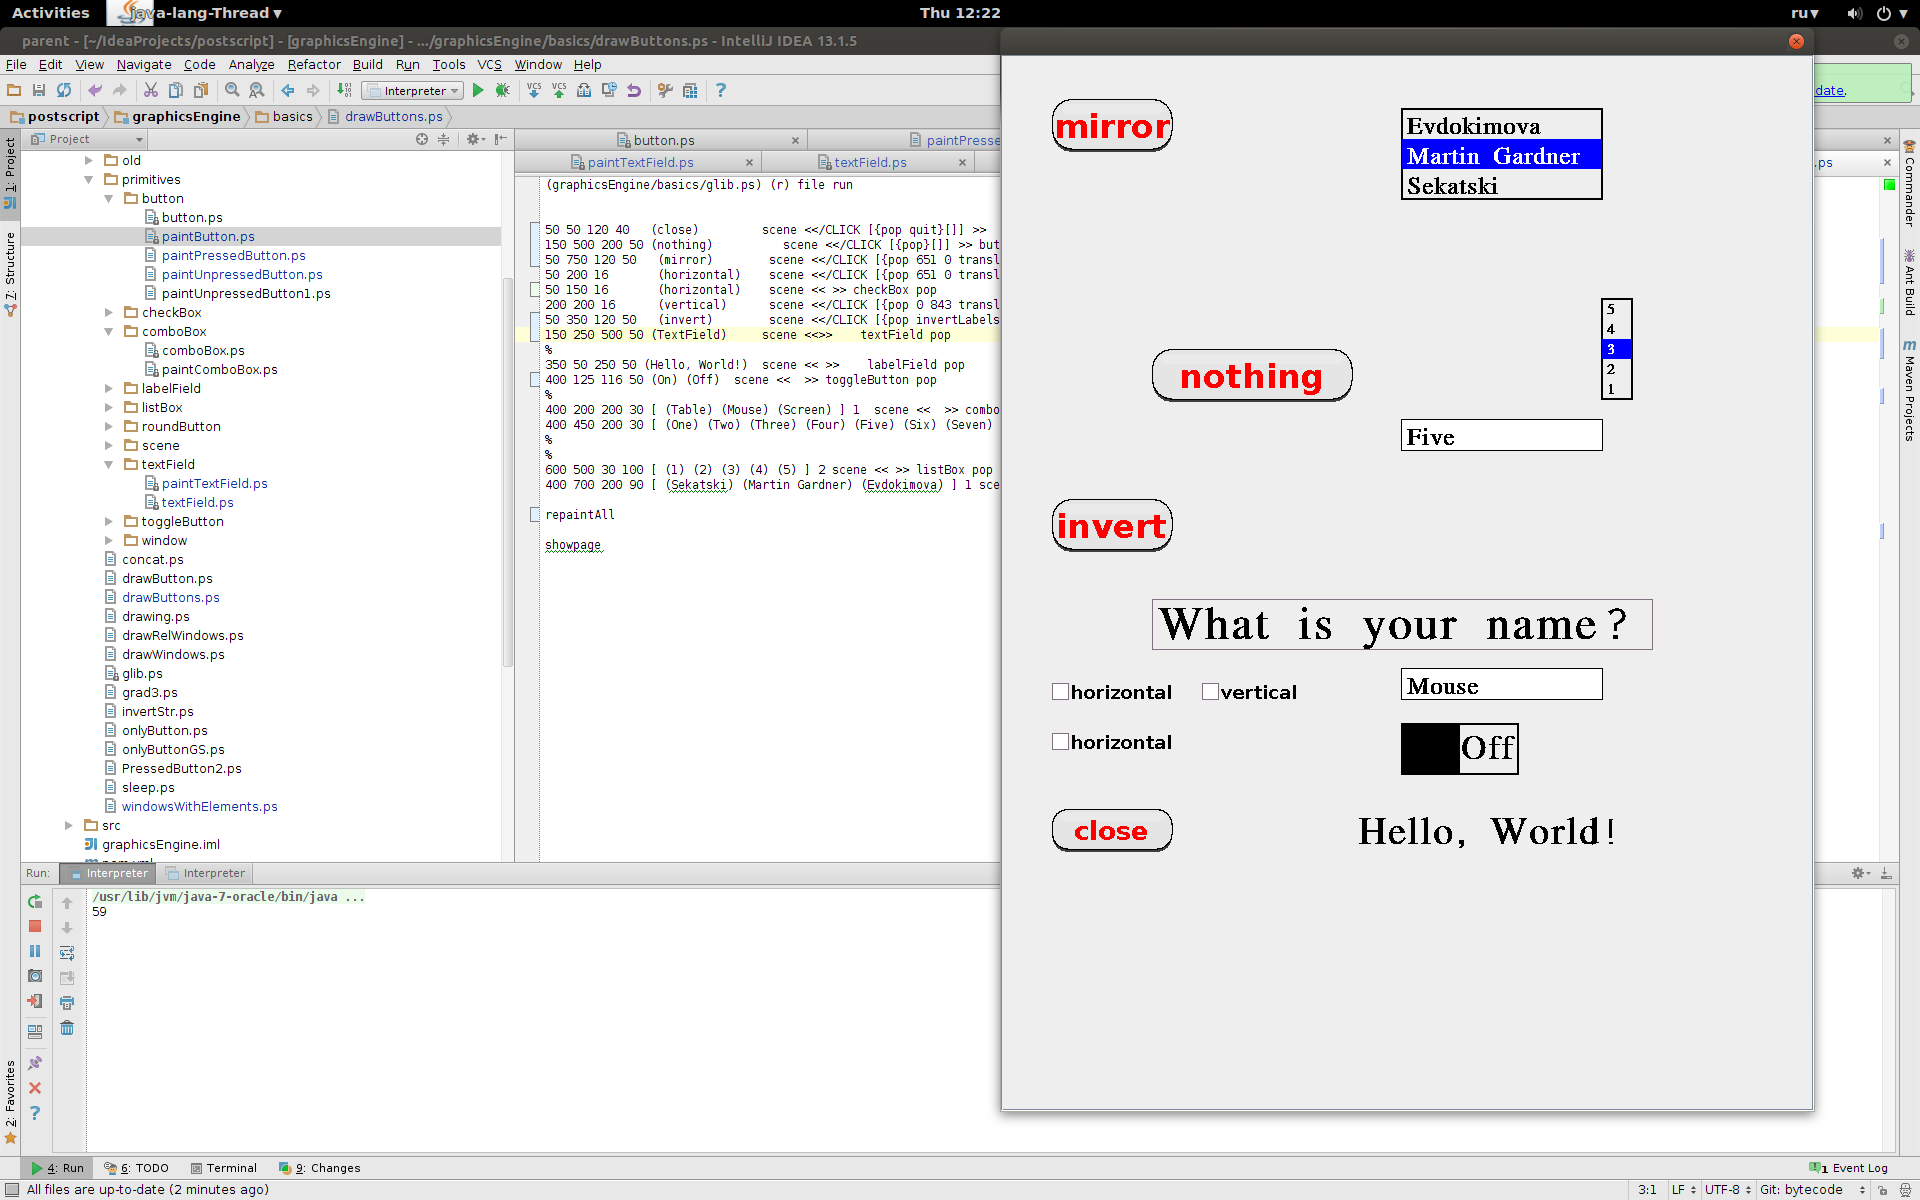 Activities java-lang-Thread ▾ Thu 12:22 ru▾
parent - [~/IdeaProjects/postscript] - [graphicsEngine] - .../graphicsEngine/basics/drawButtons.ps - IntelliJ IDEA 13.1.5
File Edit View Navigate Code Analyze Refactor Build Run Tools VCS Window Help
Interpreter
date.
postscript graphicsEngine basics drawButtons.ps
Project
1: Project
7: Structure
2: Favorites
old
primitives
button
button.ps
paintButton.ps
paintPressedButton.ps
paintUnpressedButton.ps
paintUnpressedButton1.ps
checkBox
comboBox
comboBox.ps
paintComboBox.ps
labelField
listBox
roundButton
scene
textField
paintTextField.ps
textField.ps
toggleButton
window
concat.ps
drawButton.ps
drawButtons.ps
drawing.ps
drawRelWindows.ps
drawWindows.ps
glib.ps
grad3.ps
invertStr.ps
onlyButton.ps
onlyButtonGS.ps
PressedButton2.ps
sleep.ps
windowsWithElements.ps
src
graphicsEngine.iml
button.ps paintPresse
paintTextField.ps textField.ps .ps
(graphicsEngine/basics/glib.ps) (r) file run
50 50 120 40 (close) scene <</CLICK [{pop quit}[]] >>
150 500 200 50 (nothing) scene <</CLICK [{pop}[]] >> but
50 750 120 50 (mirror) scene <</CLICK [{pop 651 0 transl
50 200 16 (horizontal) scene <</CLICK [{pop 651 0 transl
50 150 16 (horizontal) scene << >> checkBox pop
200 200 16 (vertical) scene <</CLICK [{pop 0 843 transl
50 350 120 50 (invert) scene <</CLICK [{pop invertLabels
150 250 500 50 (TextField) scene <<>> textField pop
%
350 50 250 50 (Hello, World!) scene << >> labelField pop
400 125 116 50 (On) (Off) scene << >> toggleButton pop
%
400 200 200 30 [ (Table) (Mouse) (Screen) ] 1 scene << >> combo
400 450 200 30 [ (One) (Two) (Three) (Four) (Five) (Six) (Seven)
%
%
600 500 30 100 [ (1) (2) (3) (4) (5) ] 2 scene << >> listBox pop
400 700 200 90 [ (Sekatski) (Martin Gardner) (Evdokimova) ] 1 sce
repaintAll
showpage
mirror
Evdokimova
Martin Gardner
Sekatski
5
4
3
2
1
nothing
Five
invert
What is your name?
horizontal vertical
Mouse
horizontal
Off
close
Hello, World!
Commander
Ant Build
Maven Projects
Run: Interpreter Interpreter
/usr/lib/jvm/java-7-oracle/bin/java ...
59
4: Run 6: TODO Terminal 9: Changes 1 Event Log
All files are up-to-date (2 minutes ago) 3:1 LF UTF-8 Git: bytecode